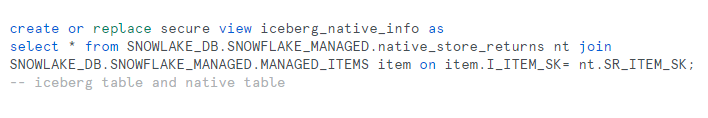 create or replace secure view iceberg_native_info as
select * from SNOWLAKE_DB.SNOWFLAKE_MANAGED.native_store_returns nt join
SNOWLAKE_DB.SNOWFLAKE_MANAGED.MANAGED_ITEMS item on item.I_ITEM_SK= nt.SR_ITEM_SK;
-- iceberg table and native table